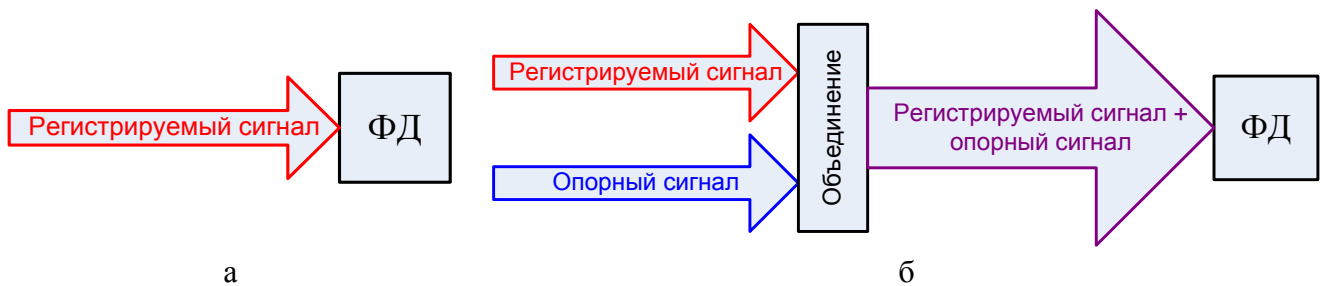 Регистрируемый сигнал
ФД
Регистрируемый сигнал
Опорный сигнал
Объединение
Регистрируемый сигнал +
опорный сигнал
ФД
а
б